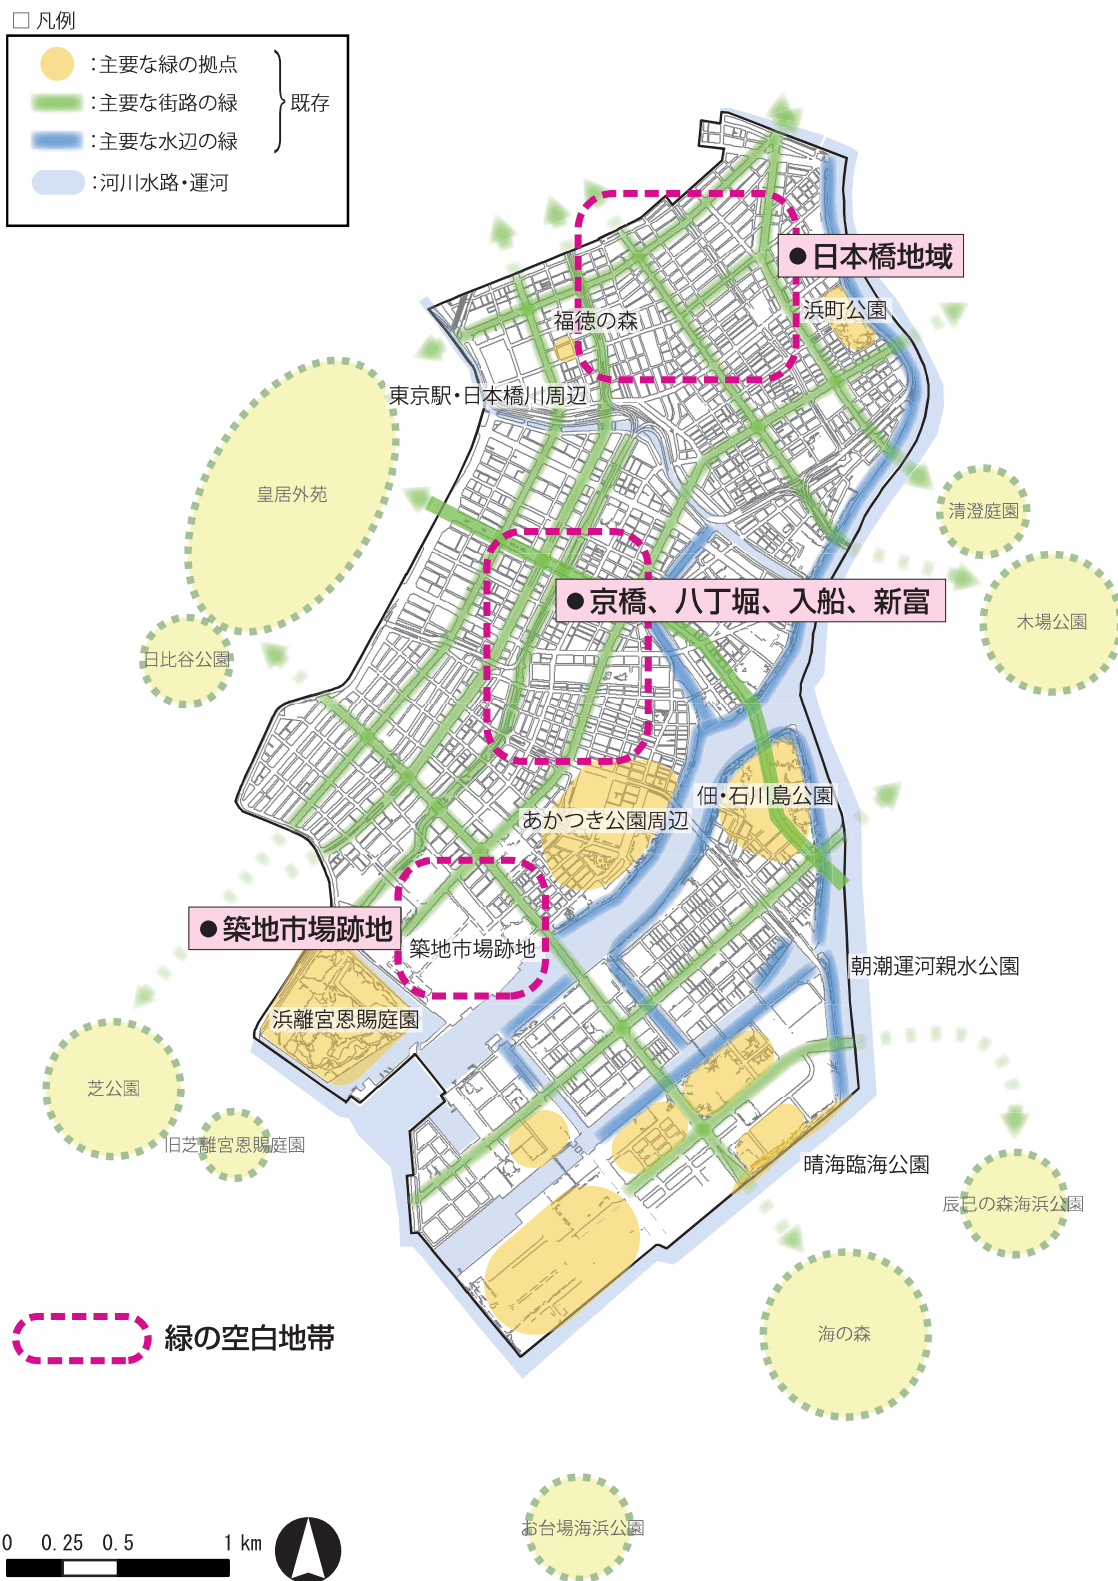 □ 凡例
：主要な緑の拠点
：主要な街路の緑
既存
：主要な水辺の緑
：河川水路・運河
●日本橋地域
浜町公園
福徳の森
東京駅・日本橋川周辺
皇居外苑
清澄庭園
●京橋、八丁堀、入船、新富
木場公園
日比谷公園
佃・石川島公園
あかつき公園周辺
●築地市場跡地
築地市場跡地
朝潮運河親水公園
浜離宮恩賜庭園
芝公園
旧芝離宮恩賜庭園
晴海臨海公園
辰巳の森海浜公園
緑の空白地帯
海の森
お台場海浜公園
0 0.25 0.5 1 km